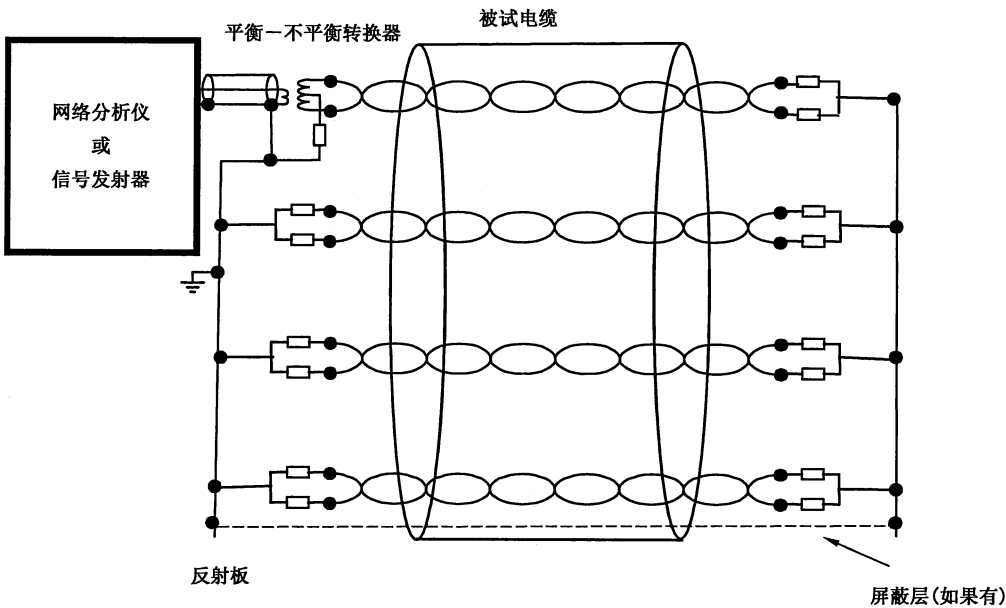 被试电缆
平衡－不平衡转换器
网络分析仪
或
信号发射器
反射板
屏蔽层(如果有)